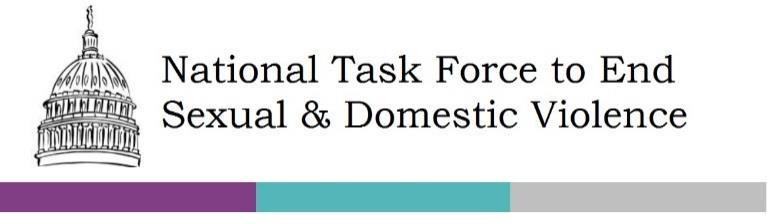 National Task Force to End
Sexual & Domestic Violence